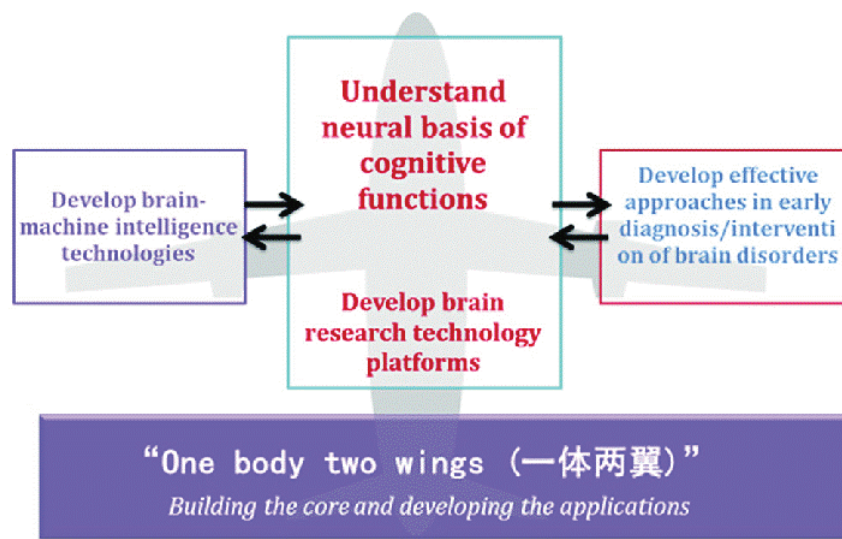 Understand
neural basis of
cognitive
functions
Develop brain
research technology
platforms
Develop brain-
machine intelligence
technologies
Develop effective
approaches in early
diagnosis/interventi
on of brain disorders
“One body two wings (一体两翼)”
Building the core and developing the applications